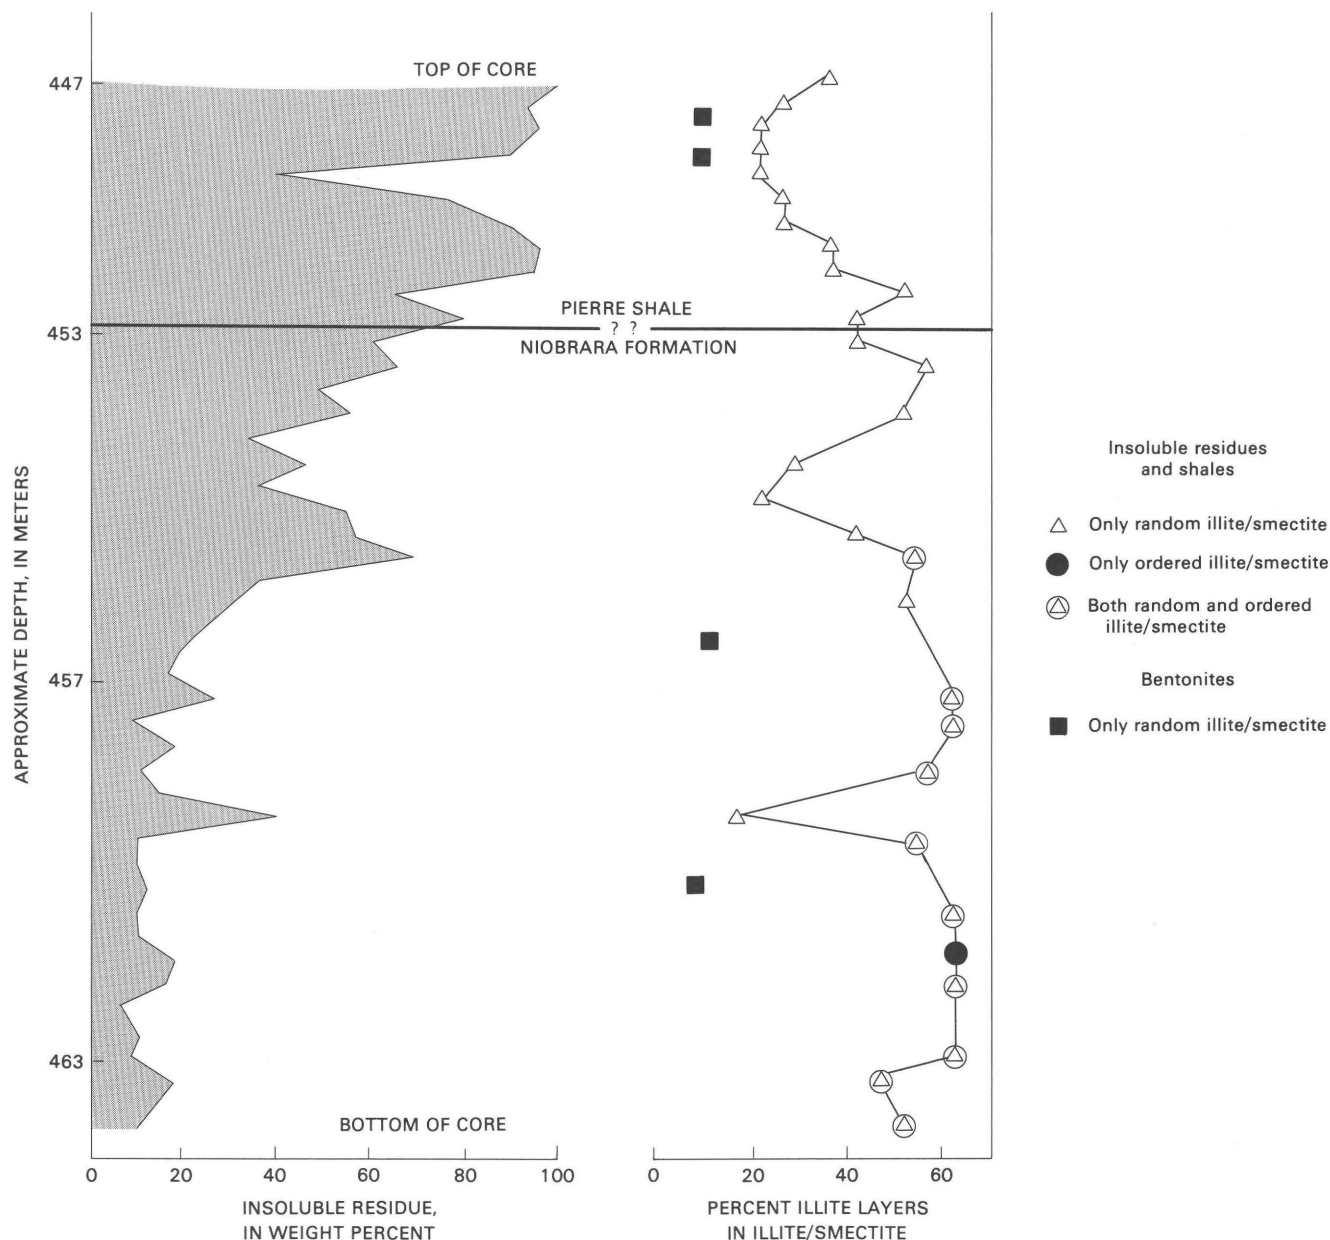 TOP OF CORE
447
PIERRE SHALE
453
? ?
NIOBRARA FORMATION
APPROXIMATE DEPTH, IN METERS
457
463
BOTTOM OF CORE
0 20 40 60 80 100
INSOLUBLE RESIDUE,
IN WEIGHT PERCENT
0 20 40 60
PERCENT ILLITE LAYERS
IN ILLITE/SMECTITE
Insoluble residues
and shales
Only random illite/smectite
Only ordered illite/smectite
Both random and ordered
illite/smectite
Bentonites
Only random illite/smectite